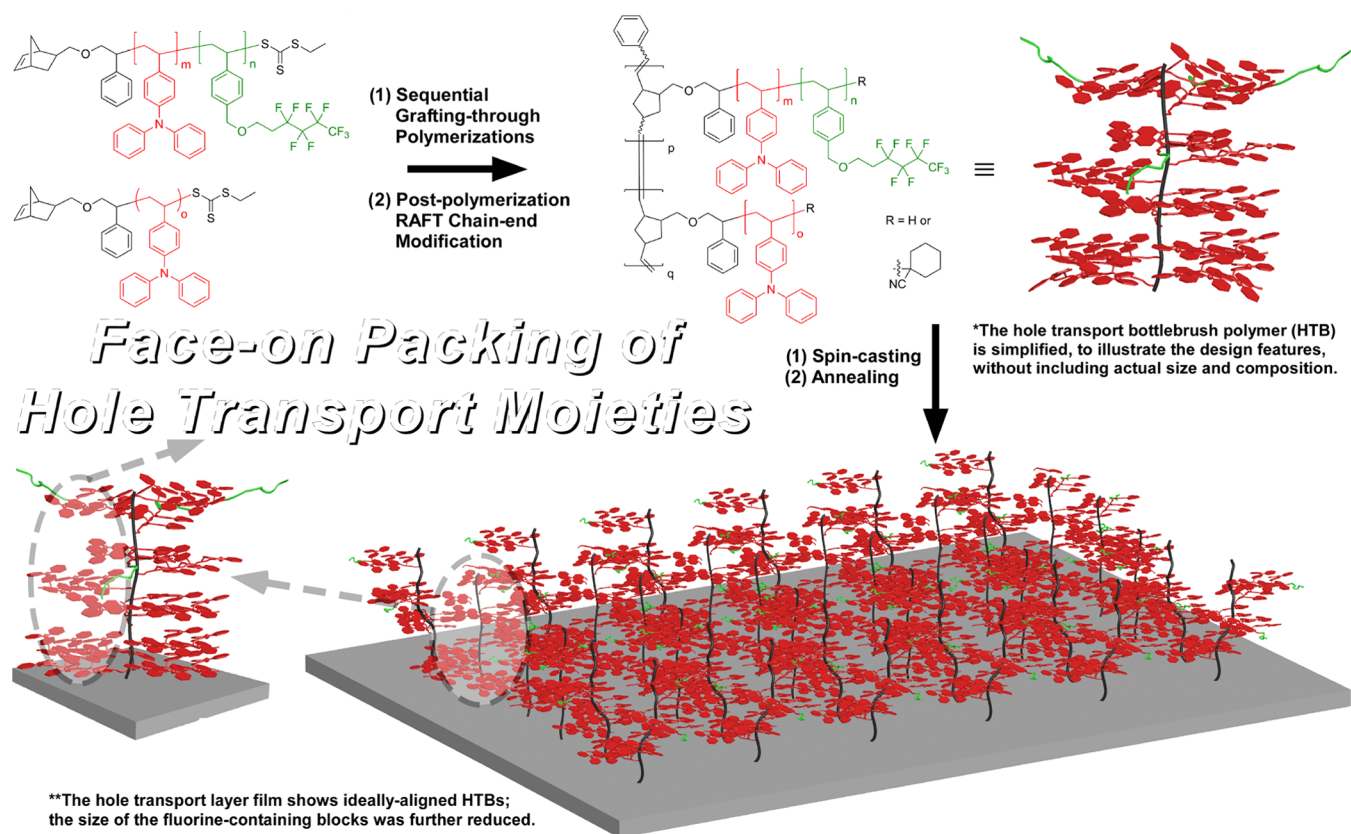 O
m
n
S
S
S
N
O
F
F
F
F
F
F
F
F
CF3
(1) Sequential
Grafting-through
Polymerizations
(2) Post-polymerization
RAFT Chain-end
Modification
O
o
S
S
S
N
O
m
n
R
p
N
O
F
F
F
F
F
F
F
F
CF3
O
o
R
q
N
R = H or
NC
≡
*The hole transport bottlebrush polymer (HTB)
is simplified, to illustrate the design features,
without including actual size and composition.
(1) Spin-casting
(2) Annealing
Face-on Packing of
Hole Transport Moieties
**The hole transport layer film shows ideally-aligned HTBs;
the size of the fluorine-containing blocks was further reduced.